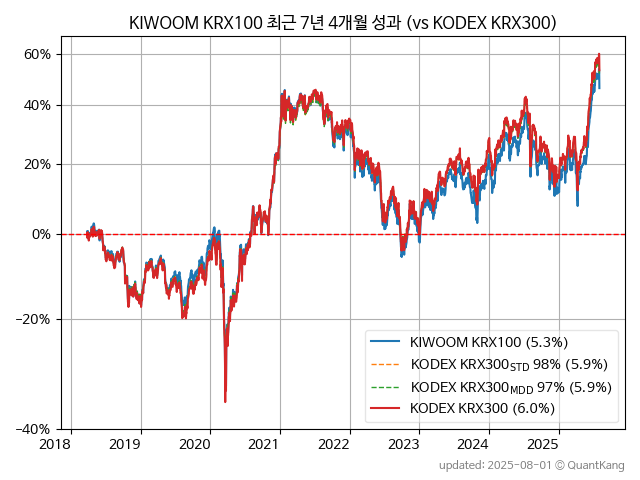 KIWOOM KRX100 최근 7년 4개월 성과 (vs KODEX KRX300)
60%
40%
20%
0%
−20%
−40%
2018 2019 2020 2021 2022 2023 2024 2025
KIWOOM KRX100 (5.3%)
KODEX KRX300STD 98% (5.9%)
KODEX KRX300MDD 97% (5.9%)
KODEX KRX300 (6.0%)
updated: 2025-08-01 © QuantKang